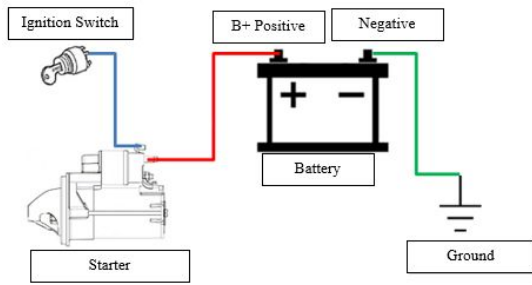 Ignition Switch
B+ Positive
Negative
Battery
Ground
Starter